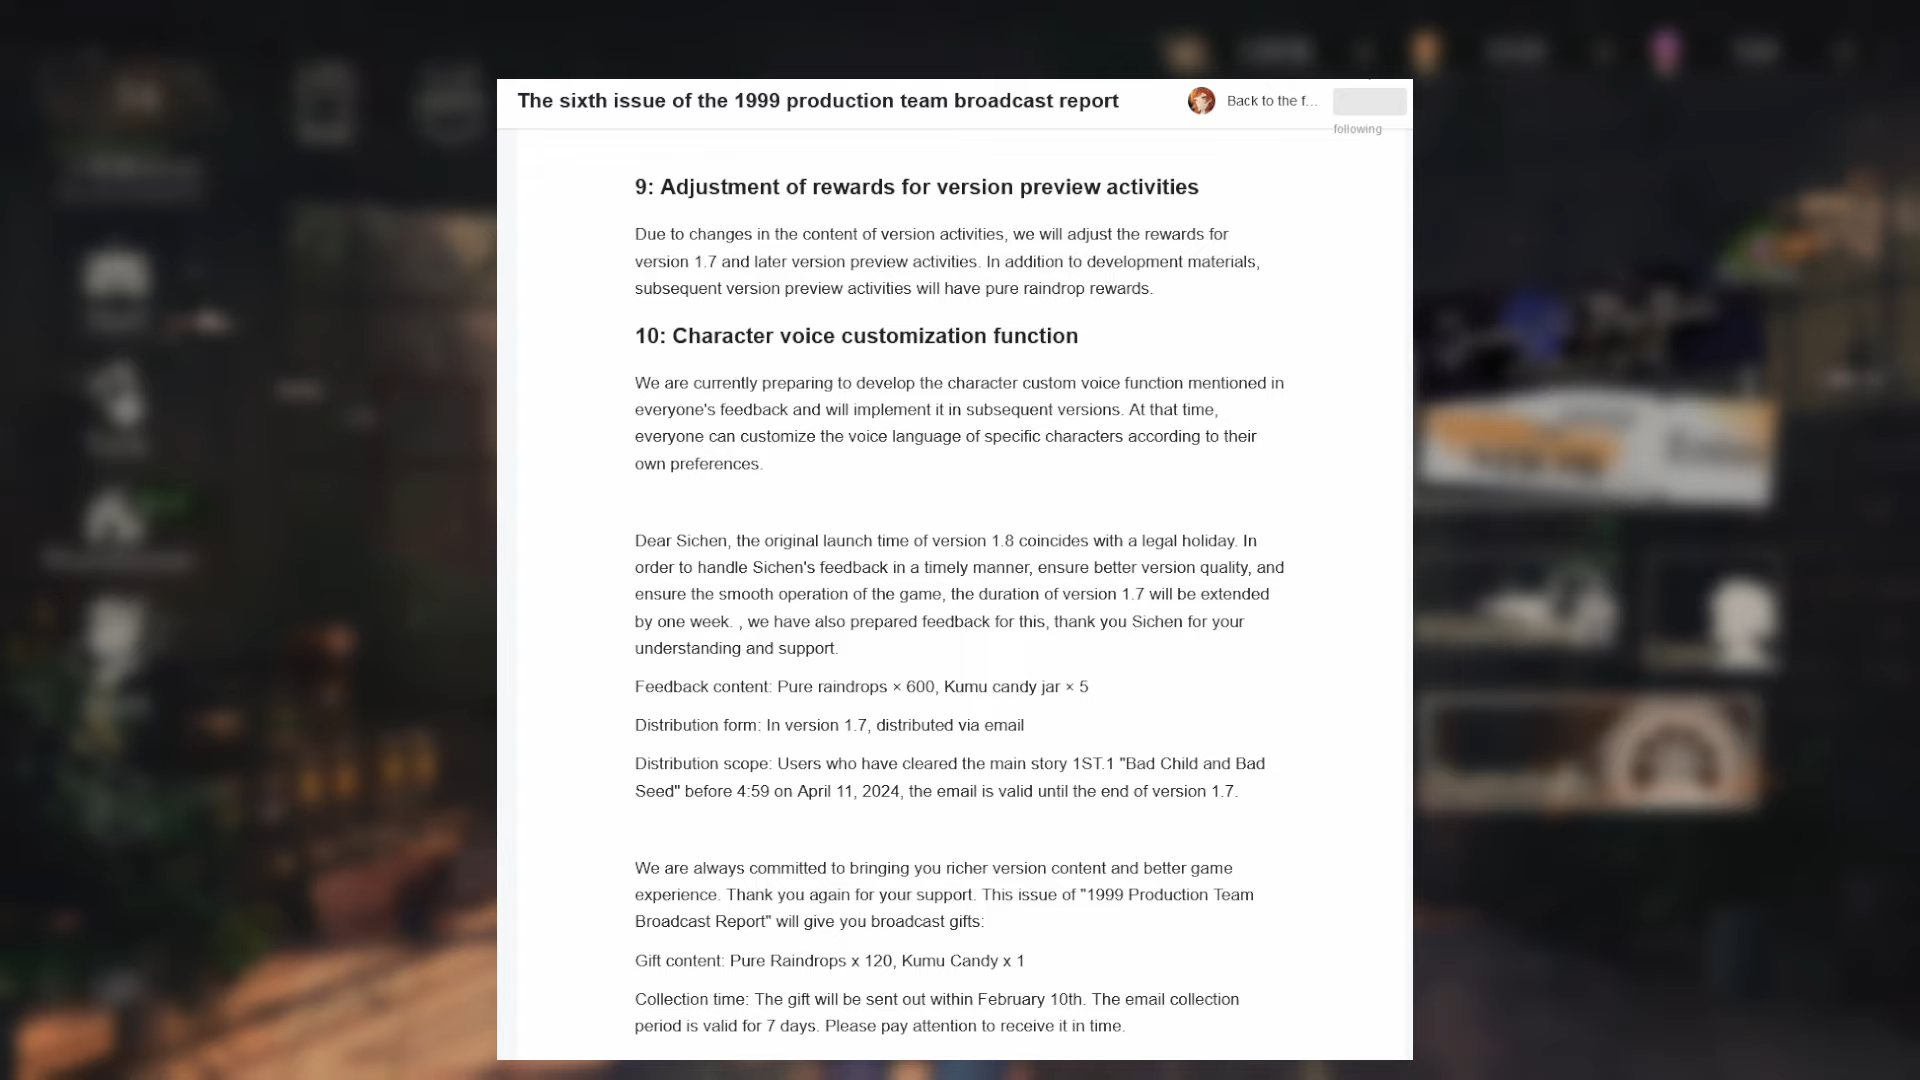 The sixth issue of the 1999 production team broadcast report
Back to the f...
following
9: Adjustment of rewards for version preview activities
Due to changes in the content of version activities, we will adjust the rewards for
version 1.7 and later version preview activities. In addition to development materials,
subsequent version preview activities will have pure raindrop rewards.
10: Character voice customization function
We are currently preparing to develop the character custom voice function mentioned in
everyone's feedback and will implement it in subsequent versions. At that time,
everyone can customize the voice language of specific characters according to their
own preferences.
Dear Sichen, the original launch time of version 1.8 coincides with a legal holiday. In
order to handle Sichen's feedback in a timely manner, ensure better version quality, and
ensure the smooth operation of the game, the duration of version 1.7 will be extended
by one week. , we have also prepared feedback for this, thank you Sichen for your
understanding and support.
Feedback content: Pure raindrops × 600, Kumu candy jar × 5
Distribution form: In version 1.7, distributed via email
Distribution scope: Users who have cleared the main story 1ST.1 "Bad Child and Bad
Seed" before 4:59 on April 11, 2024, the email is valid until the end of version 1.7.
We are always committed to bringing you richer version content and better game
experience. Thank you again for your support. This issue of "1999 Production Team
Broadcast Report" will give you broadcast gifts:
Gift content: Pure Raindrops x 120, Kumu Candy x 1
Collection time: The gift will be sent out within February 10th. The email collection
period is valid for 7 days. Please pay attention to receive it in time.